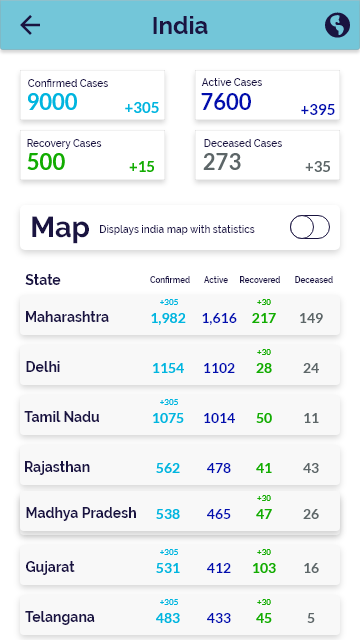 India
Confirmed Cases
9000 +305
Active Cases
7600 +395
Recovery Cases
500 +15
Deceased Cases
273 +35
Map Displays india map with statistics
State Confirmed Active Recovered Deceased
+305 +30
Maharashtra 1,982 1,616 217 149
+30
Delhi 1154 1102 28 24
+305
Tamil Nadu 1075 1014 50 11
Rajasthan 562 478 41 43
+30
Madhya Pradesh 538 465 47 26
+305 +30
Gujarat 531 412 103 16
+305 +30
Telangana 483 433 45 5